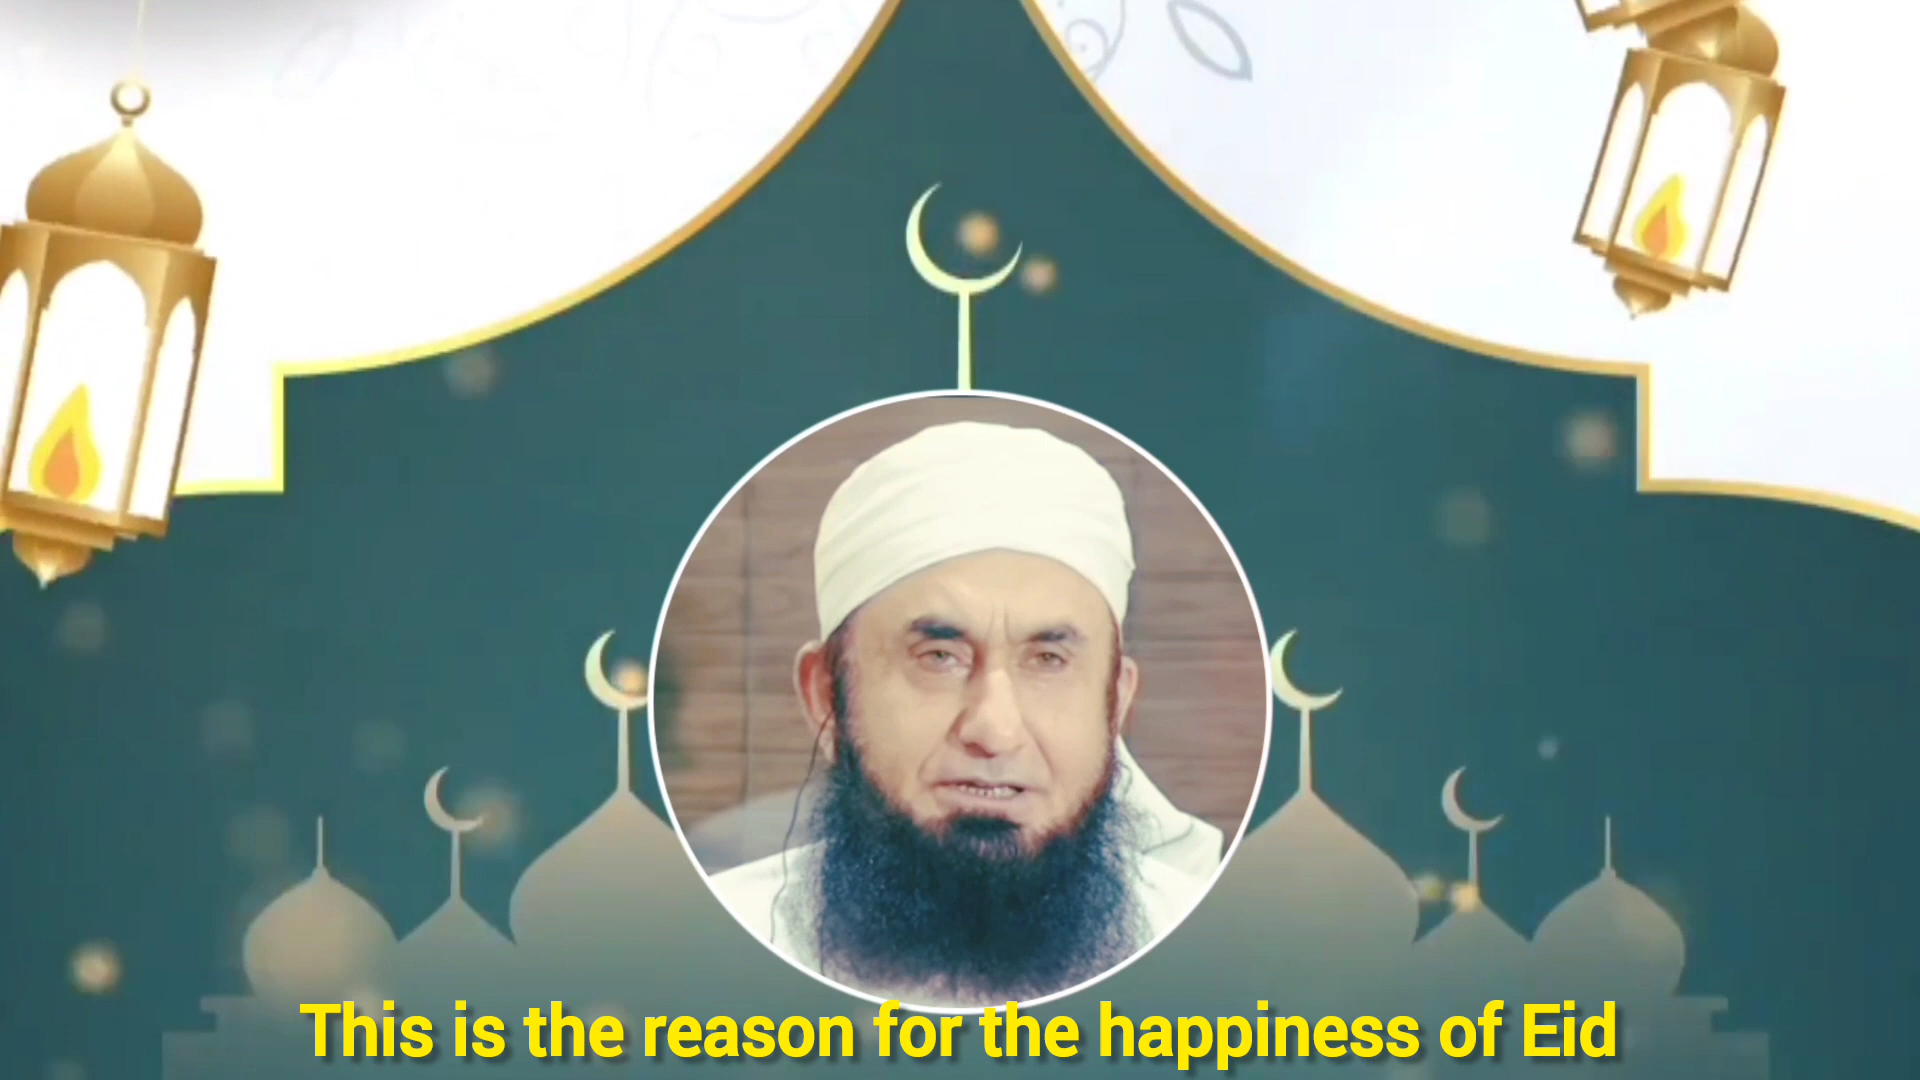 This is the reason for the happiness of Eid